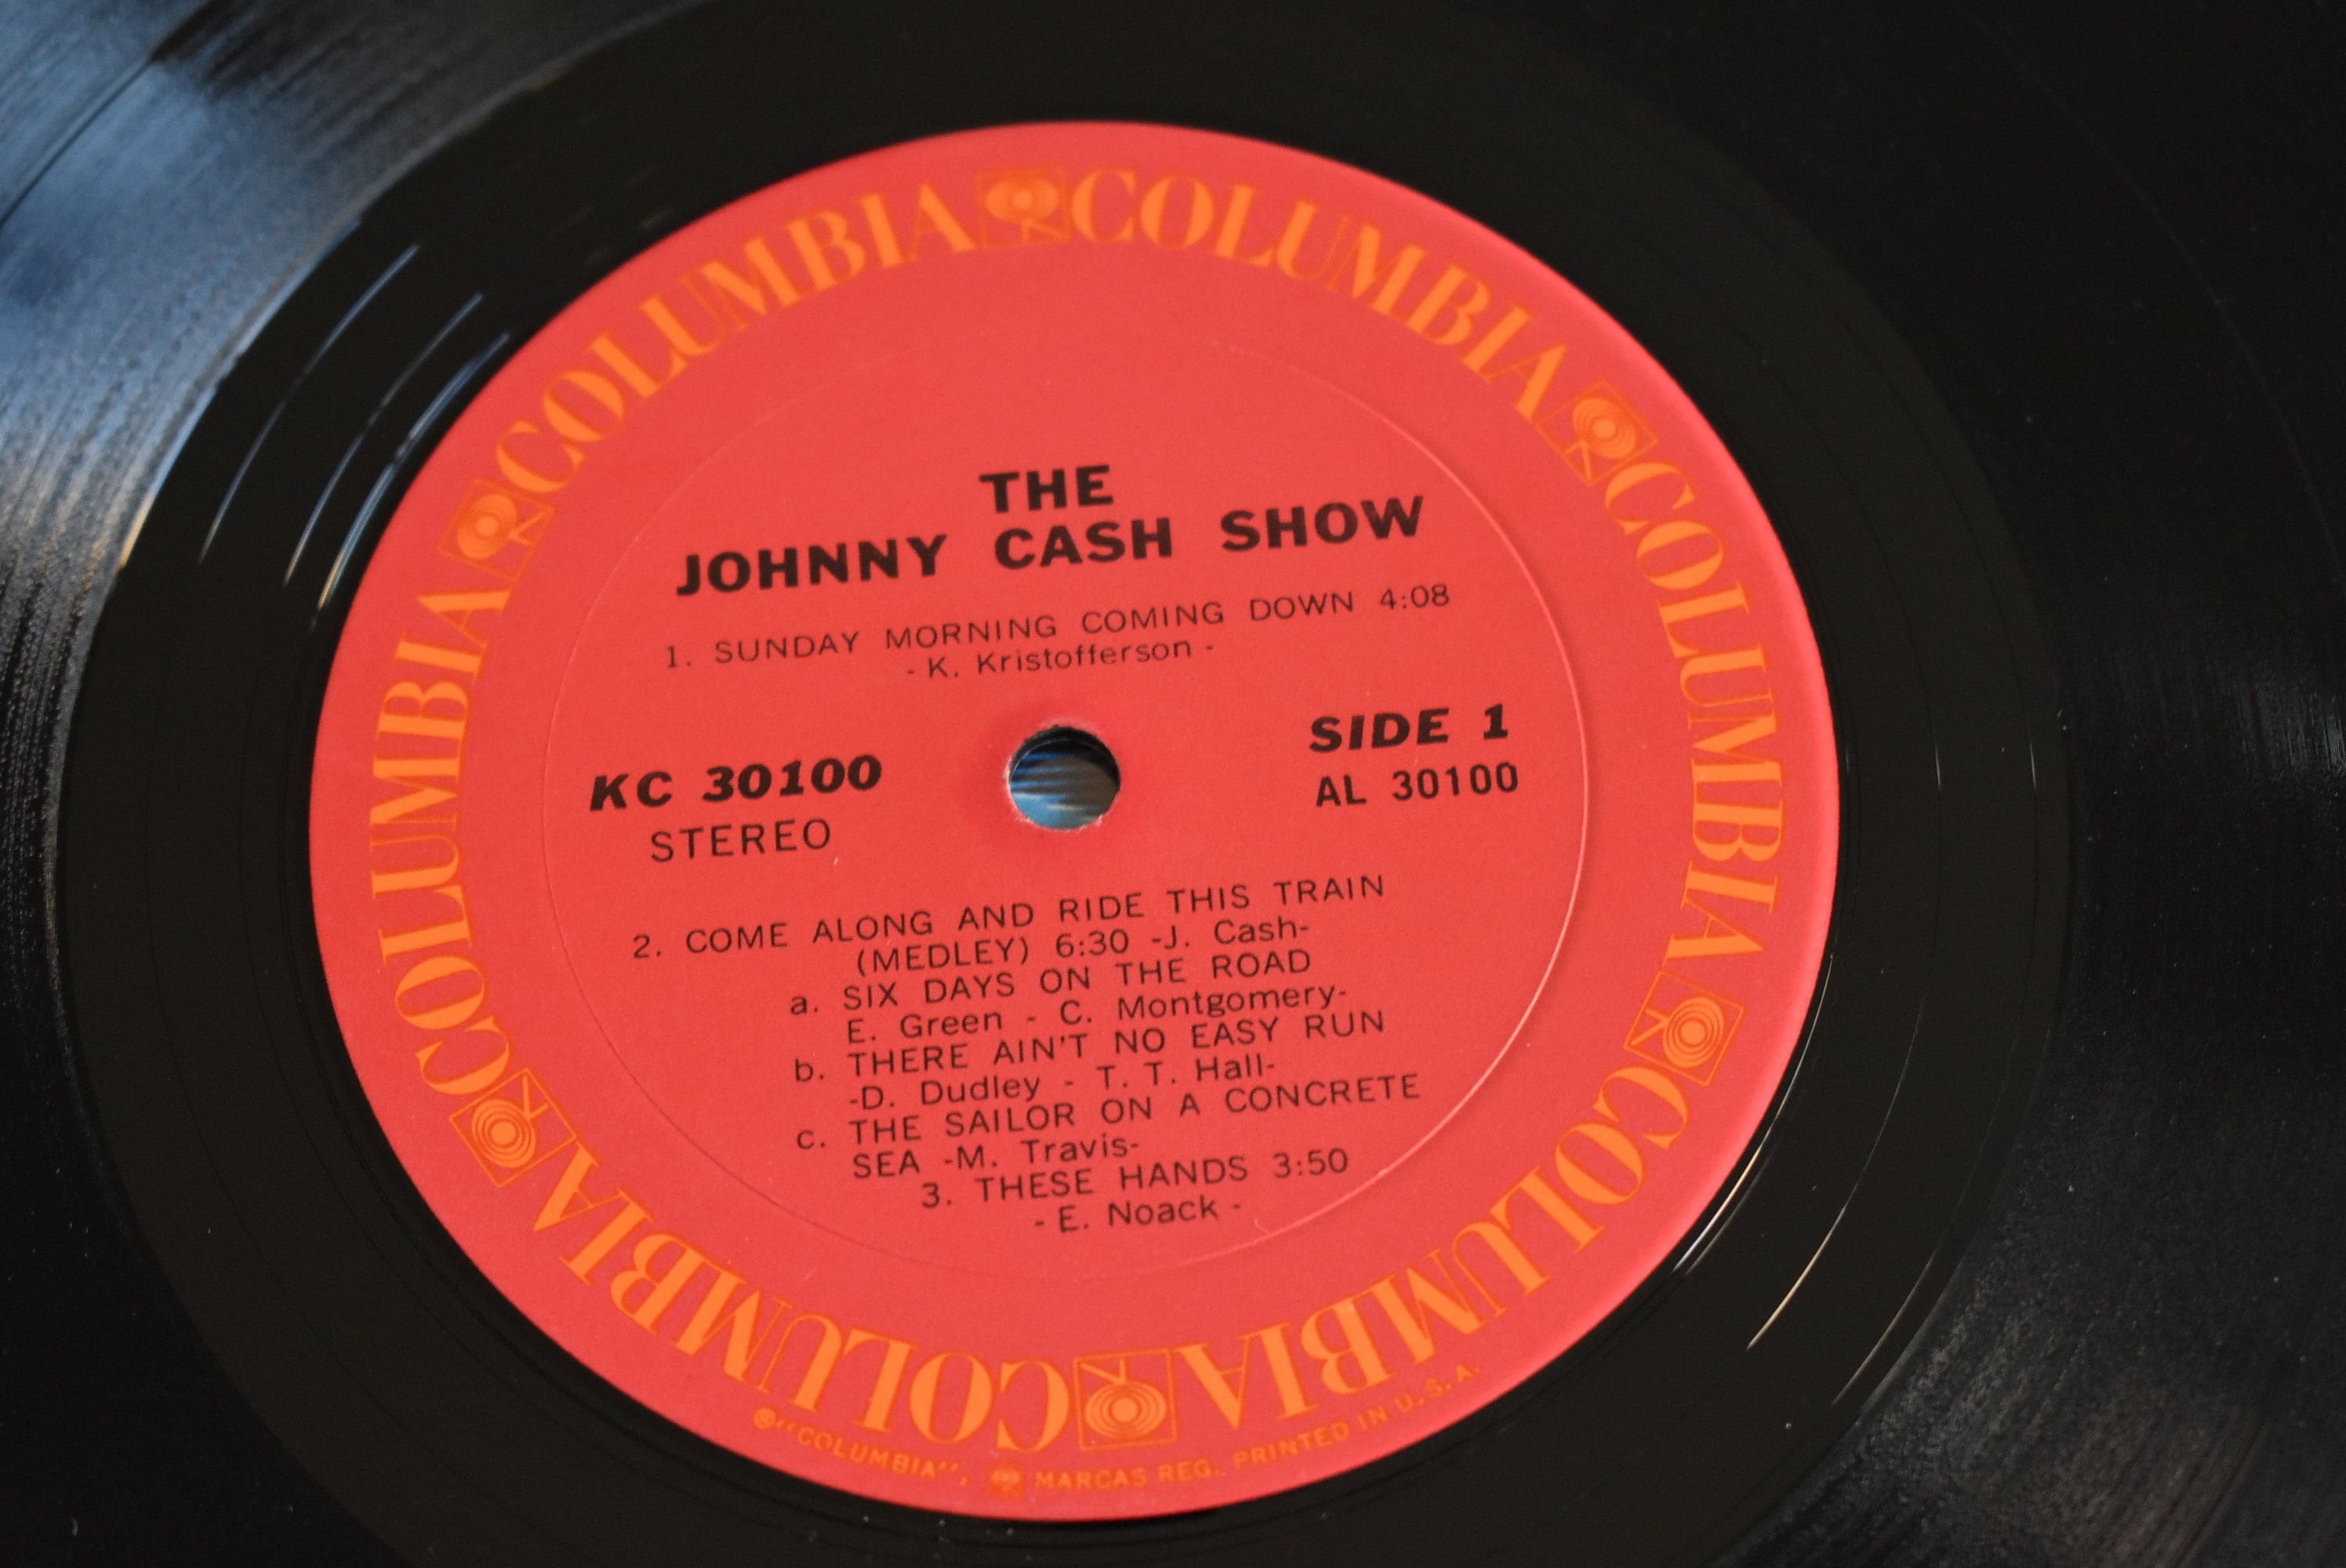 COLUMBIA COLUMBIA COLUMBIA COLUMBIA COLUMBIA COLUMBIA
THE
JOHNNY CASH SHOW
1. SUNDAY MORNING COMING DOWN 4:08
- K. Kristofferson -
SIDE 1
KC 30100
AL 30100
STEREO
2. COME ALONG AND RIDE THIS TRAIN
(MEDLEY) 6:30 -J. Cash-
a. SIX DAYS ON THE ROAD
E. Green - C. Montgomery-
b. THERE AIN'T NO EASY RUN
-D. Dudley - T. T. Hall-
c. THE SAILOR ON A CONCRETE
SEA -M. Travis-
3. THESE HANDS 3:50
- E. Noack -
®"COLUMBIA", MARCAS REG. PRINTED IN U.S.A.